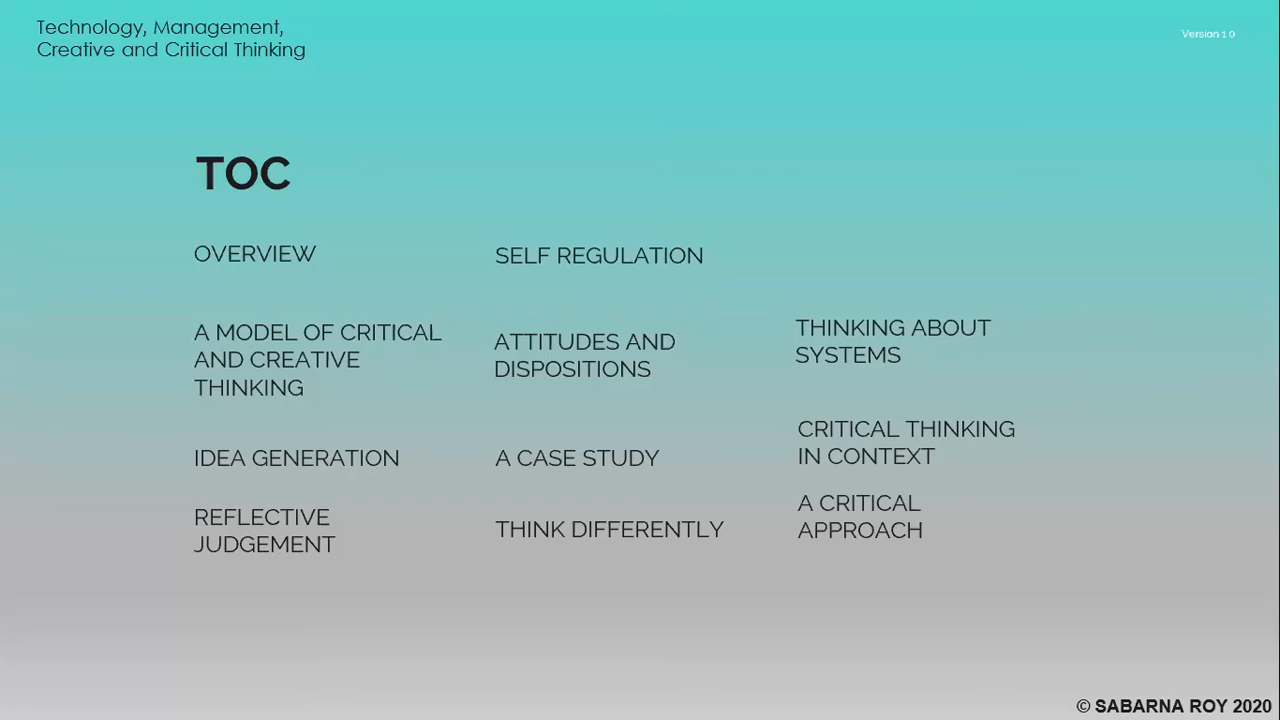 Technology, Management,
Creative and Critical Thinking
Version 1.0
TOC
OVERVIEW
A MODEL OF CRITICAL
AND CREATIVE
THINKING
IDEA GENERATION
REFLECTIVE
JUDGEMENT
SELF REGULATION
ATTITUDES AND
DISPOSITIONS
A CASE STUDY
THINK DIFFERENTLY
THINKING ABOUT
SYSTEMS
CRITICAL THINKING
IN CONTEXT
A CRITICAL
APPROACH
© SABARNA ROY 2020